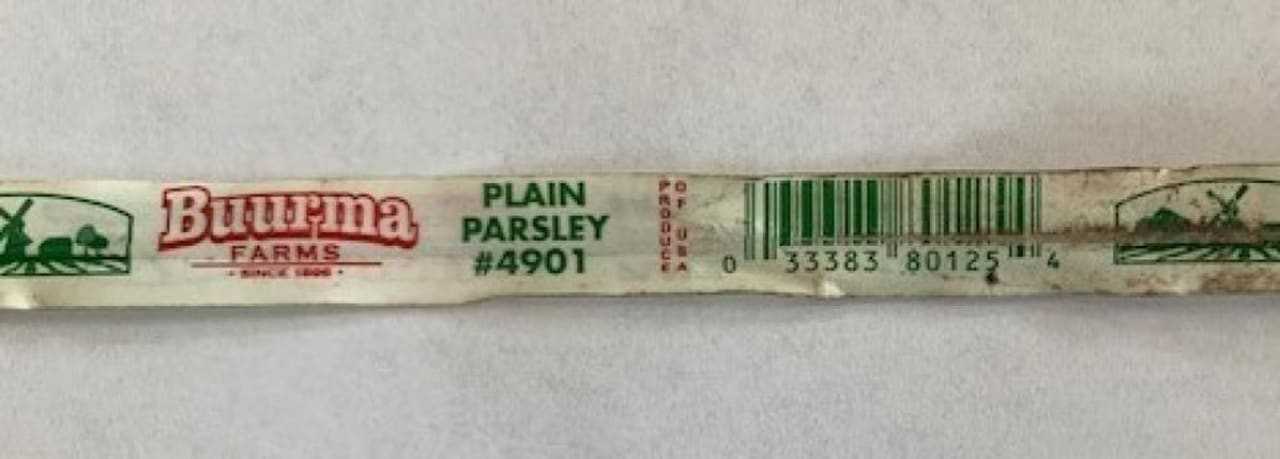 Buurma
FARMS
• SINCE 1896 •
PLAIN
PARSLEY
#4901
PRODUCE
OF USA
0 33383 80125 4